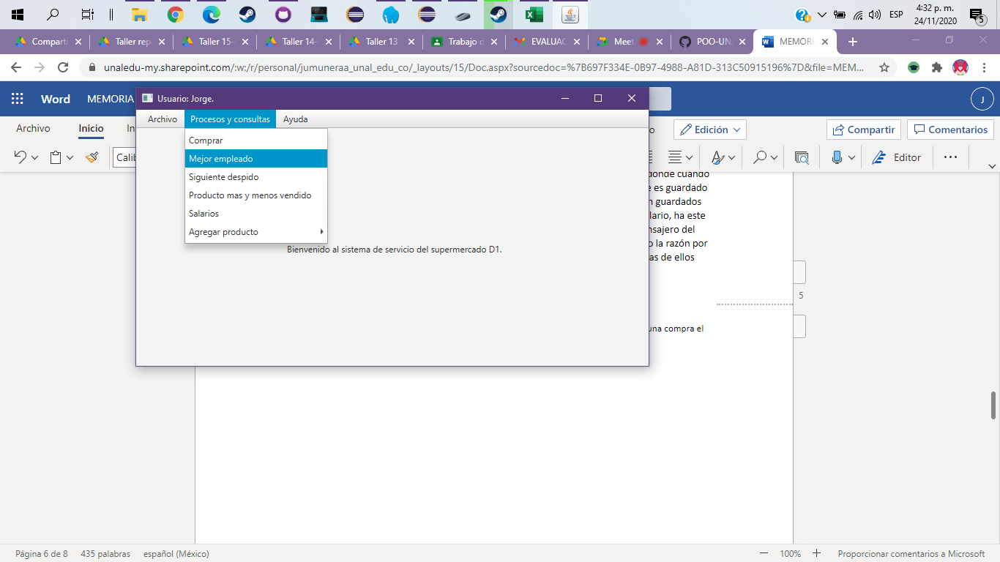 ESP
4:32 p. m.
24/11/2020
5
Comparti
Taller rep
Taller 15-
Taller 14-
Taller 13
Trabajo d
EVALUAC
Meet
POO-UNA
MEMORI
unaledu-my.sharepoint.com/:w:/r/personal/jumuneraa_unal_edu_co/_layouts/15/Doc.aspx?sourcedoc=%7B697F334E-0B97-4988-A81D-313C50915196%7D&file=MEM...
Word
MEMORIA
J
Usuario: Jorge.
Archivo
Inicio
In
Edición
Compartir
Comentarios
Calib
Editor
Archivo
Procesos y consultas
Ayuda
Comprar
Mejor empleado
Siguiente despido
Producto mas y menos vendido
Salarios
Agregar producto
Bienvenido al sistema de servicio del supermercado D1.
donde cuando
e es guardado
n guardados
lario, ha este
nsajero del
o la razón por
as de ellos
5
una compra el
Página 6 de 8
435 palabras
español (México)
100%
Proporcionar comentarios a Microsoft